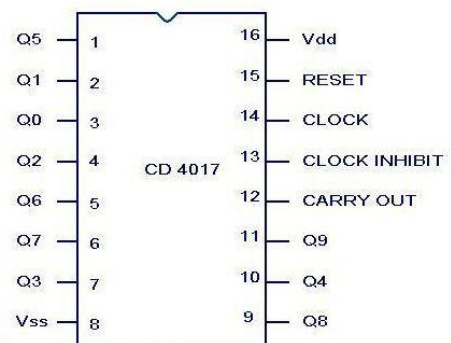 Q5 1 16 Vdd
Q1 2 15 RESET
Q0 3 14 CLOCK
Q2 4 13 CLOCK INHIBIT
CD 4017
Q6 5 12 CARRY OUT
Q7 6 11 Q9
Q3 7 10 Q4
Vss 8 9 Q8